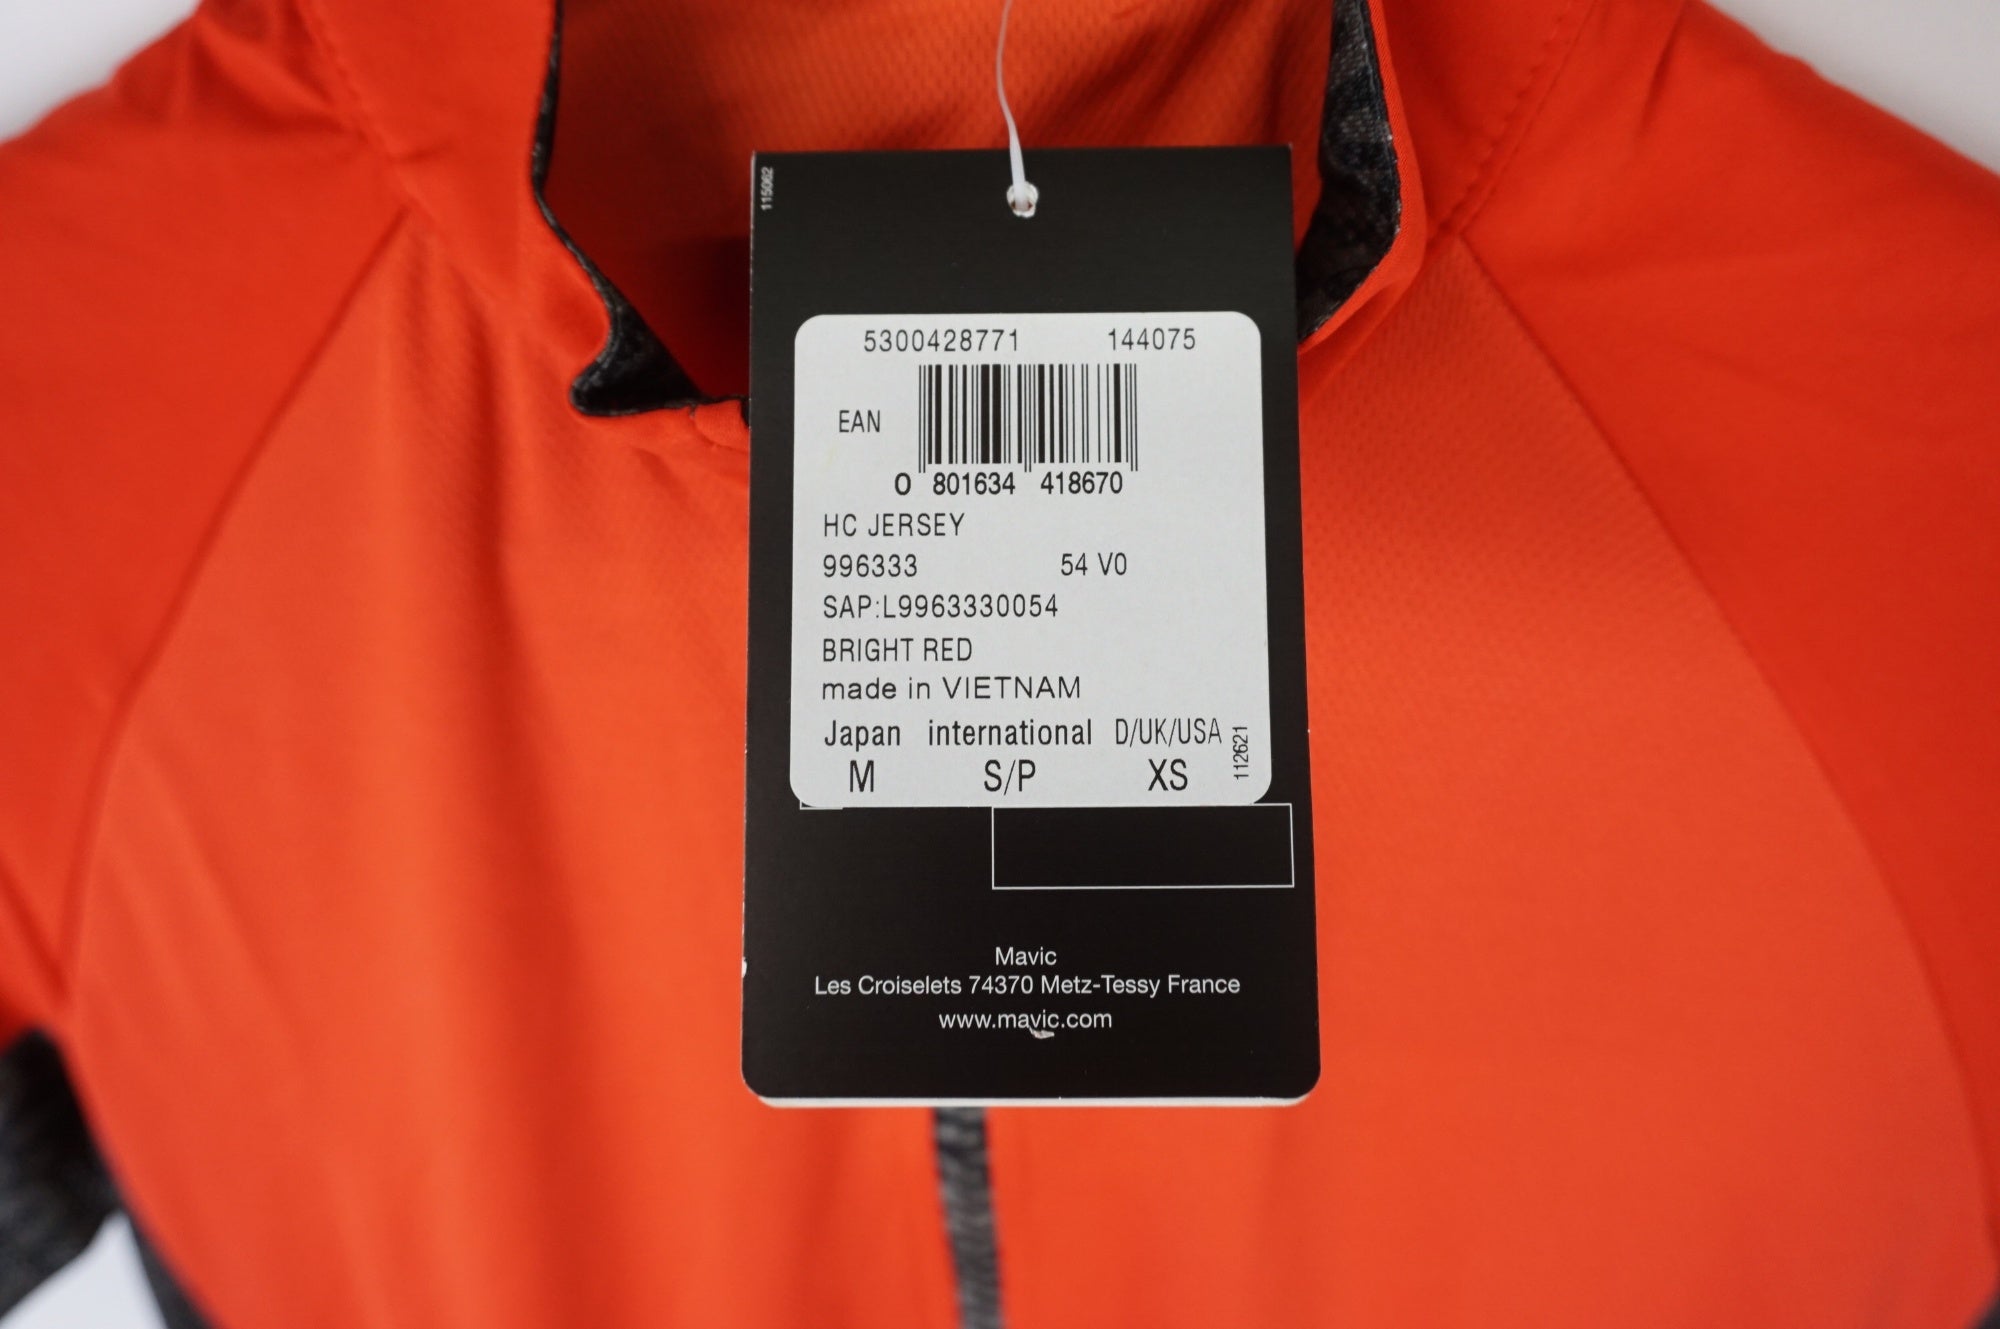 115062
5300428771 144075
EAN
0 801634 418670
HC JERSEY
996333 54 V0
SAP:L9963330054
BRIGHT RED
made in VIETNAM
Japan international D/UK/USA
M S/P XS
112621
Mavic
Les Croiselets 74370 Metz-Tessy France
www.mavic.com